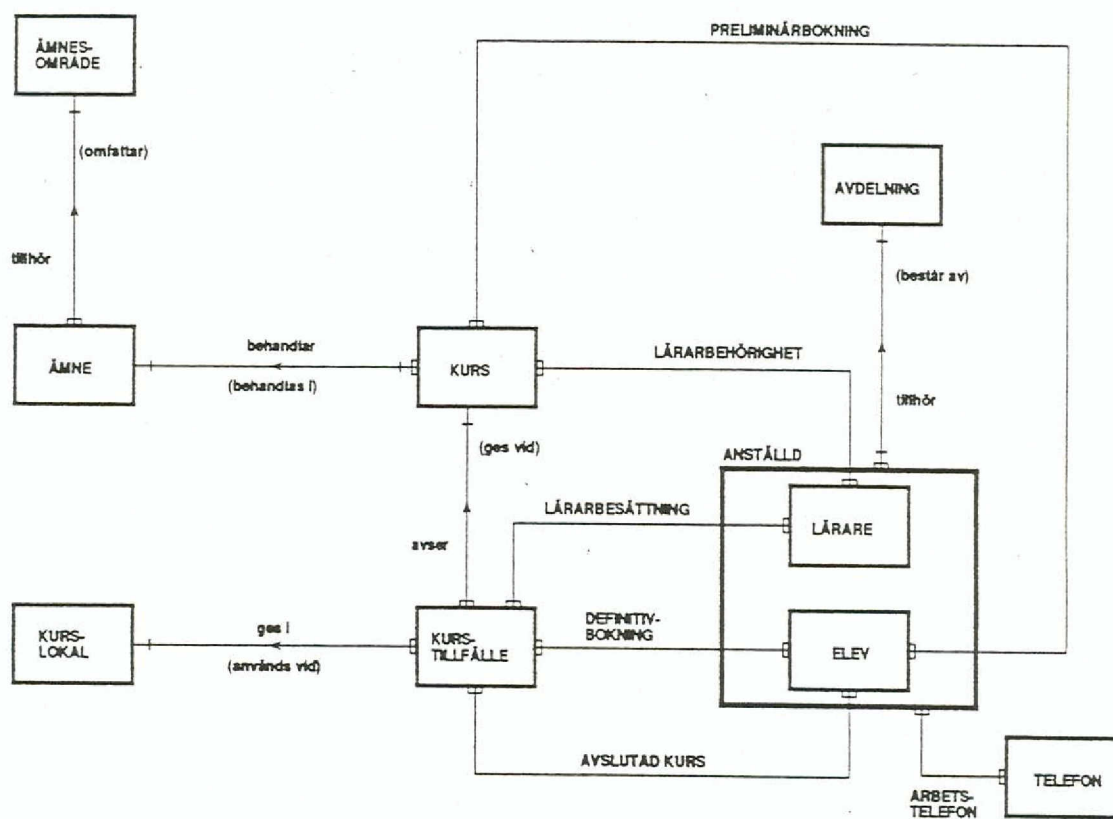 PRELIMINÄRBOKNING
ÄMNES-
OMRÅDE
(omfattar)
AVDELNING
tillhör
(består av)
behandlar
LÄRARBEHÖRIGHET
ÄMNE
KURS
(behandlas i)
tillhör
(ges vid)
ANSTÄLLD
LÄRARBESÄTTNING
LÄRARE
avser
ges i
DEFINITIV-
BOKNING
KURS-
LOKAL
KURS-
TILLFÄLLE
ELEV
(används vid)
AVSLUTAD KURS
TELEFON
ARBETS-
TELEFON